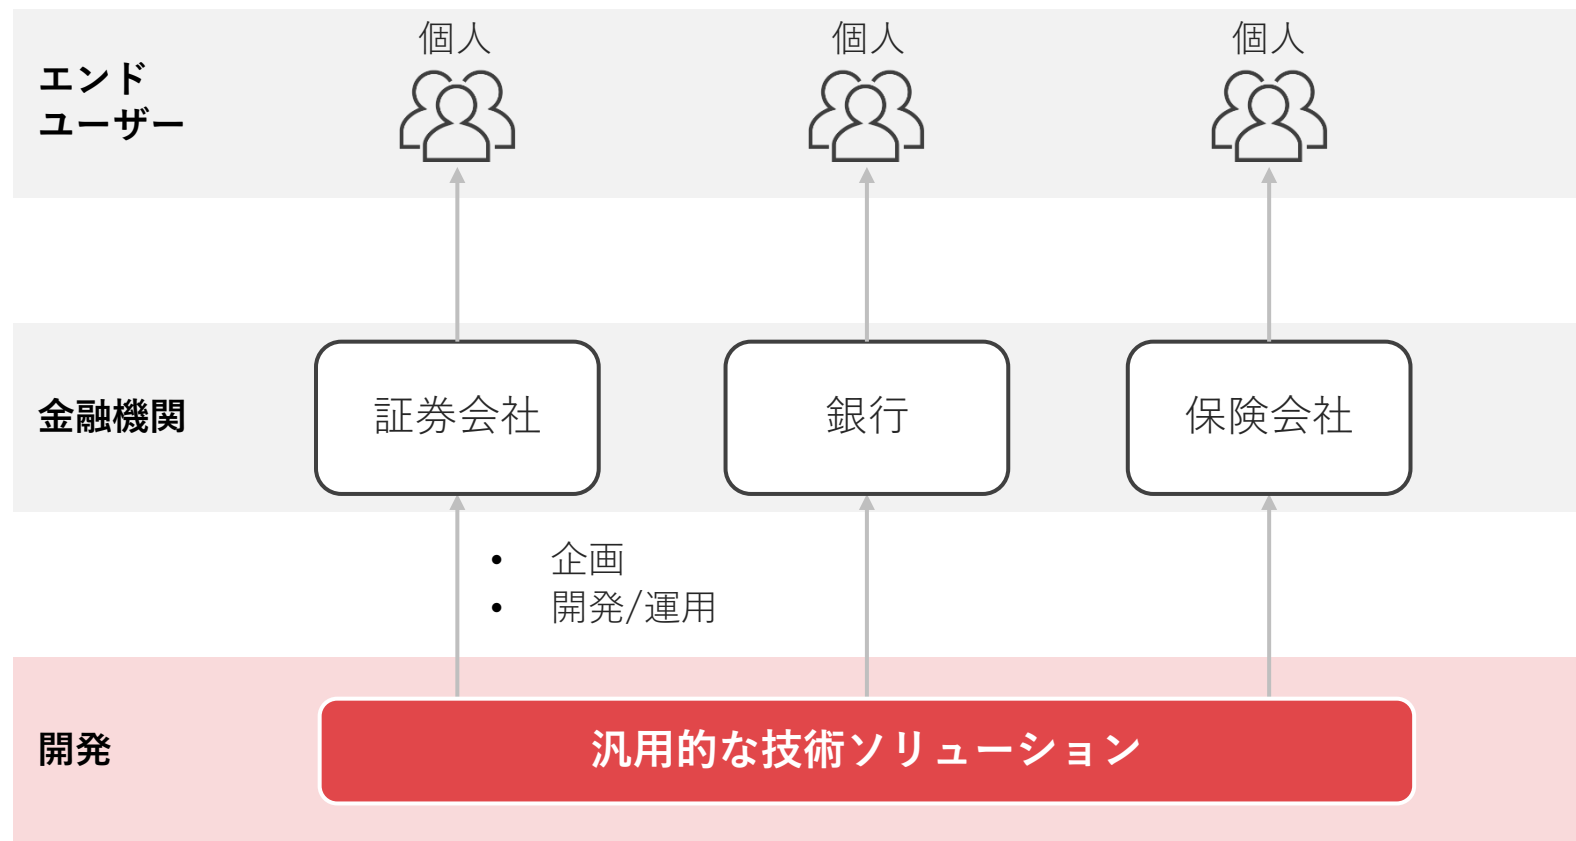 個人
個人
個人
エンド
ユーザー
金融機関
証券会社
銀行
保険会社
• 企画
• 開発/運用
開発
汎用的な技術ソリューション